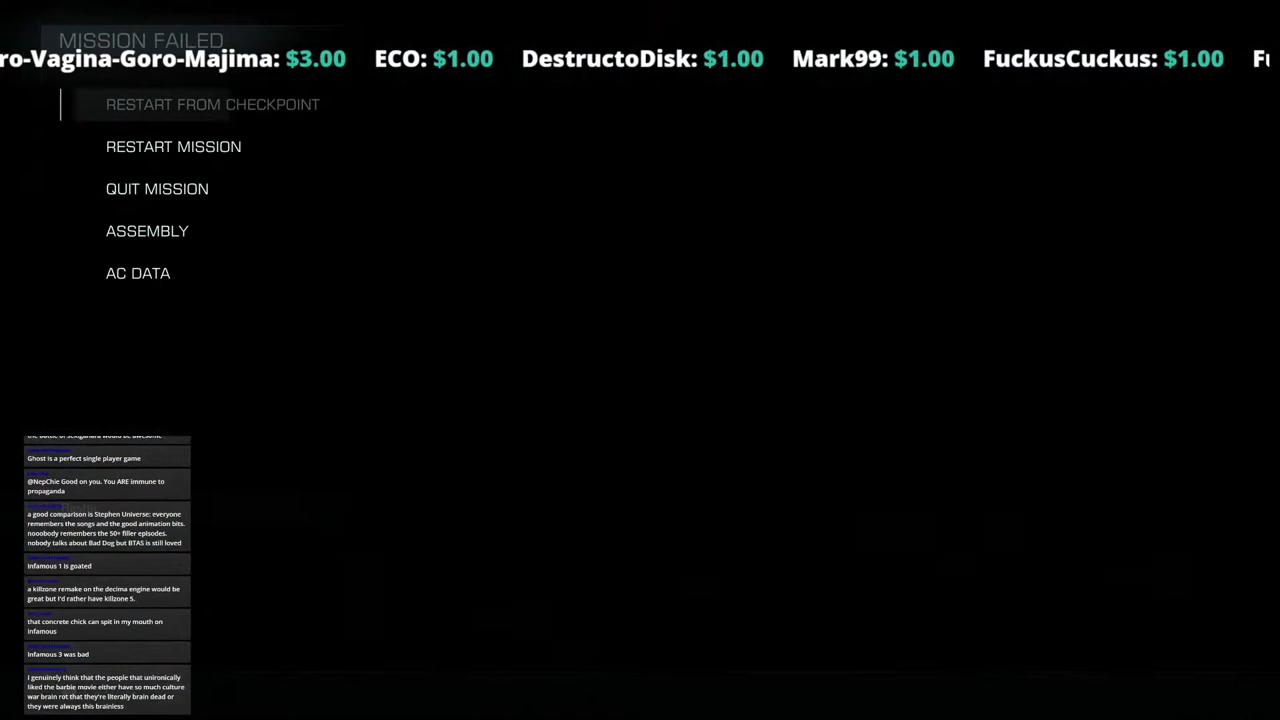 MISSION FAILED
ro-Vagina-Goro-Majima: $3.00 ECO: $1.00 DestructoDisk: $1.00 Mark99: $1.00 FuckusCuckus: $1.00 Fu
RESTART FROM CHECKPOINT
RESTART MISSION
QUIT MISSION
ASSEMBLY
AC DATA
Ghost is a perfect single player game
@NepChie Good on you. You ARE immune to
propaganda
a good comparison is Stephen Universe: everyone
remembers the songs and the good animation bits.
nooobody remembers the 50+ filler episodes.
nobody talks about Bad Dog but BTAS is still loved
Infamous 1 is goated
a killzone remake on the decima engine would be
great but I'd rather have killzone 5.
that concrete chick can spit in my mouth on
infamous
Infamous 3 was bad
I genuinely think that the people that unironically
liked the barbie movie either have so much culture
war brain rot that they're literally brain dead or
they were always this brainless